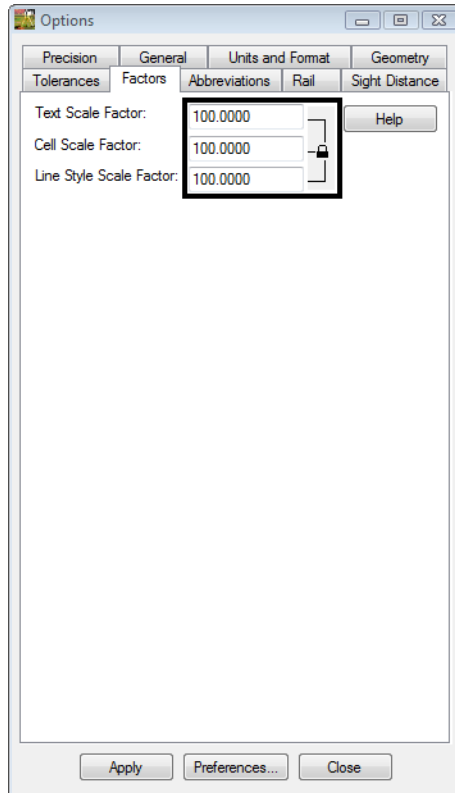 Options
Precision General Units and Format Geometry
Tolerances Factors Abbreviations Rail Sight Distance
Text Scale Factor: 100.0000 Help
Cell Scale Factor: 100.0000
Line Style Scale Factor: 100.0000
Apply Preferences... Close